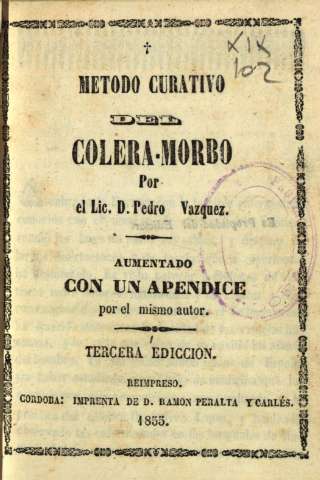 XIX
102
†
METODO CURATIVO
DEL
COLERA-MORBO
Por
el Lic. D. Pedro Vazquez.
AUMENTADO
CON UN APENDICE
por el mismo autor.
TERCERA EDICCION.
REIMPRESO.
CORDOBA: IMPRENTA DE D. RAMON PERALTA Y CARLÉS.
1855.